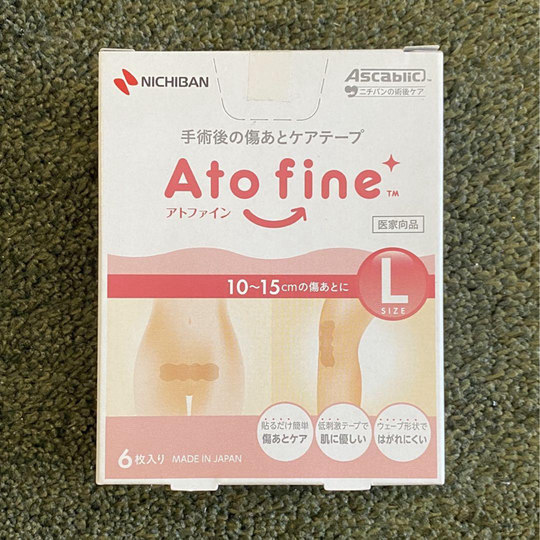 NICHIBAN
Ascabiic TM
ニチバンの術後ケア
手術後の傷あとケアテープ
Ato fine TM
アトファイン
医家向品
10～15cmの傷あとに
L
SIZE
貼るだけ簡単
傷あとケア
低刺激テープで
肌に優しい
ウェーブ形状で
はがれにくい
6枚入り MADE IN JAPAN